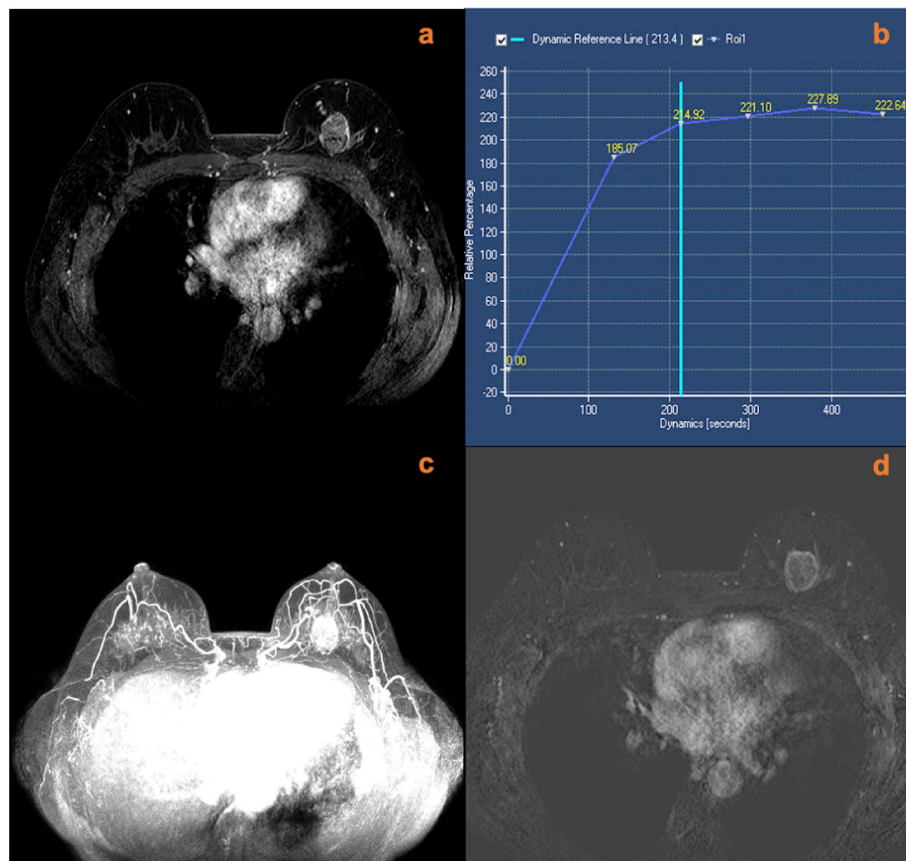 a
b
Dynamic Reference Line ( 213.4 ) Roi1
260
240
220
200
180
160
140
120
100
80
60
40
20
0
-20
Relative Percentage
0.00
185.07
214.92
221.10
227.89
222.64
0 100 200 300 400
Dynamics [seconds]
c
d